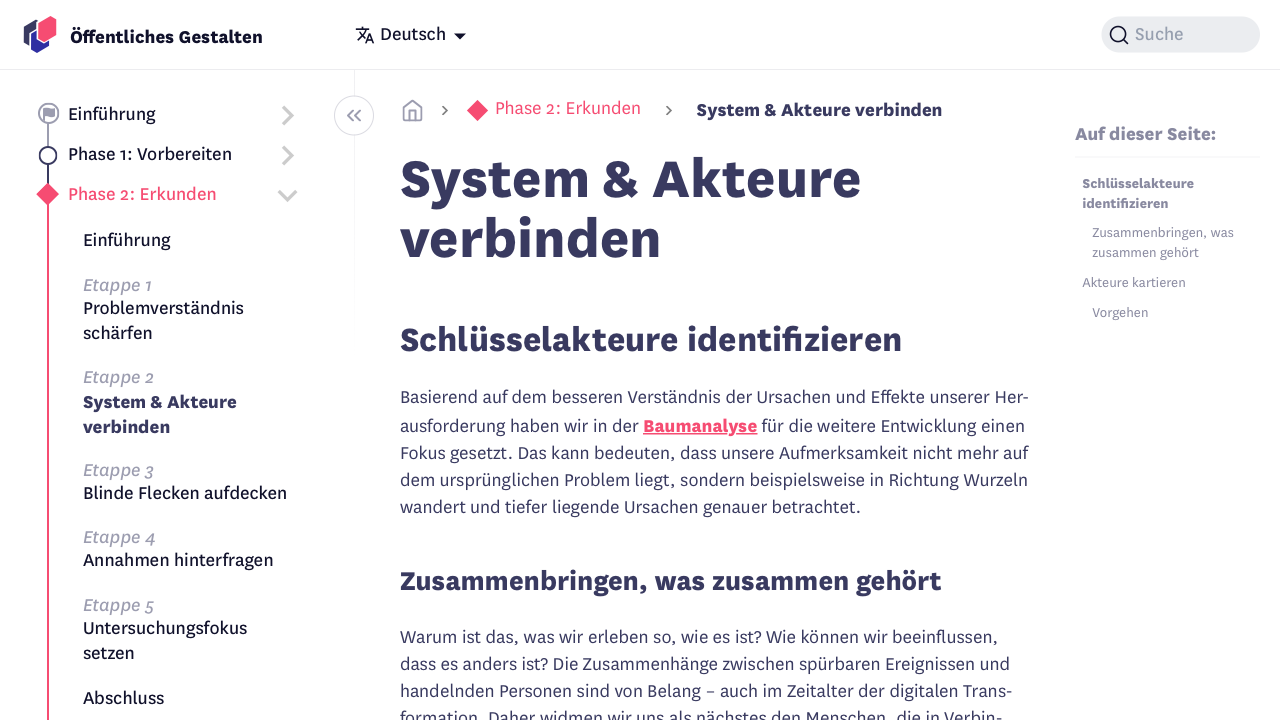 Öffentliches Gestalten
Deutsch
Suche
Einführung
Phase 1: Vorbereiten
Phase 2: Erkunden
Einführung
Etappe 1
Problemverständnis
schärfen
Etappe 2
System & Akteure
verbinden
Etappe 3
Blinde Flecken aufdecken
Etappe 4
Annahmen hinterfragen
Etappe 5
Untersuchungsfokus
setzen
Abschluss
Phase 2: Erkunden
System & Akteure verbinden
System & Akteure
verbinden
Schlüsselakteure identifizieren
Basierend auf dem besseren Verständnis der Ursachen und Effekte unserer Her-
ausforderung haben wir in der Baumanalyse für die weitere Entwicklung einen
Fokus gesetzt. Das kann bedeuten, dass unsere Aufmerksamkeit nicht mehr auf
dem ursprünglichen Problem liegt, sondern beispielsweise in Richtung Wurzeln
wandert und tiefer liegende Ursachen genauer betrachtet.
Zusammenbringen, was zusammen gehört
Warum ist das, was wir erleben so, wie es ist? Wie können wir beeinflussen,
dass es anders ist? Die Zusammenhänge zwischen spürbaren Ereignissen und
handelnden Personen sind von Belang – auch im Zeitalter der digitalen Trans-
formation. Daher widmen wir uns als nächstes den Menschen, die in Verbin-
Auf dieser Seite:
Schlüsselakteure
identifizieren
Zusammenbringen, was
zusammen gehört
Akteure kartieren
Vorgehen